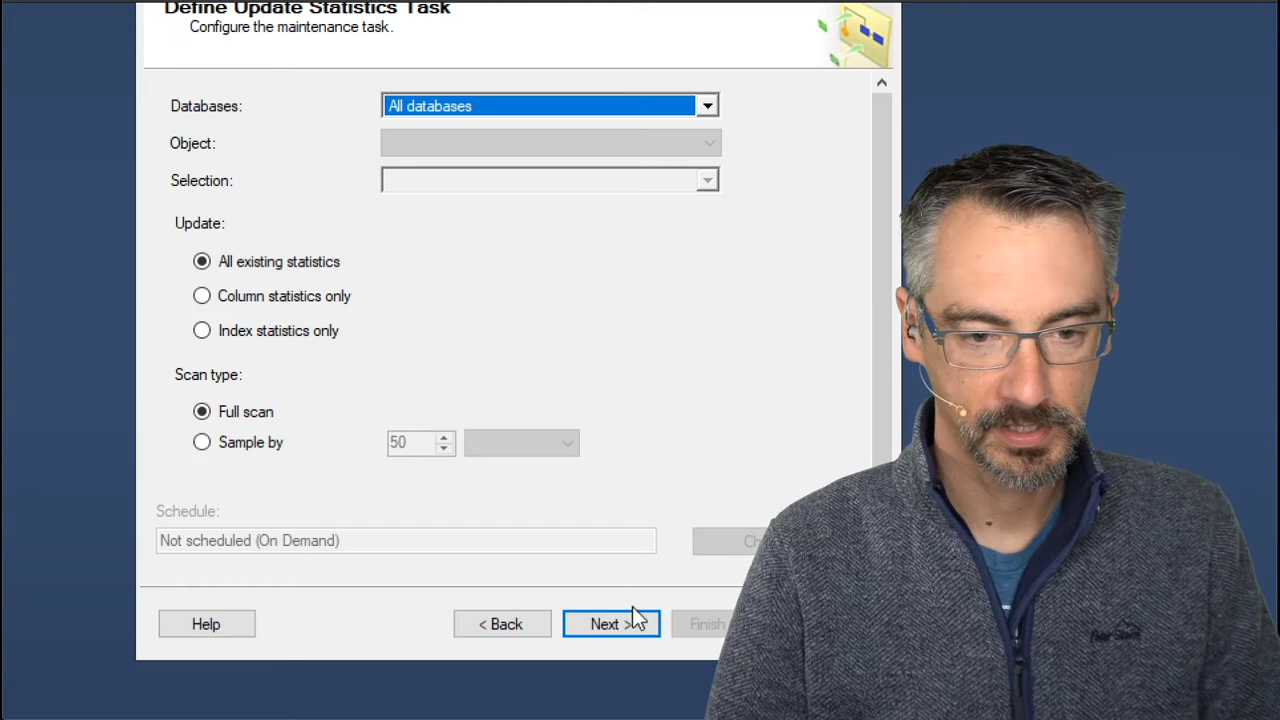 Define Update Statistics Task
Configure the maintenance task.
Databases: All databases
Object:
Selection:
Update:
All existing statistics
Column statistics only
Index statistics only
Scan type:
Full scan
Sample by 50
Schedule:
Not scheduled (On Demand)
Help < Back Next > Finish